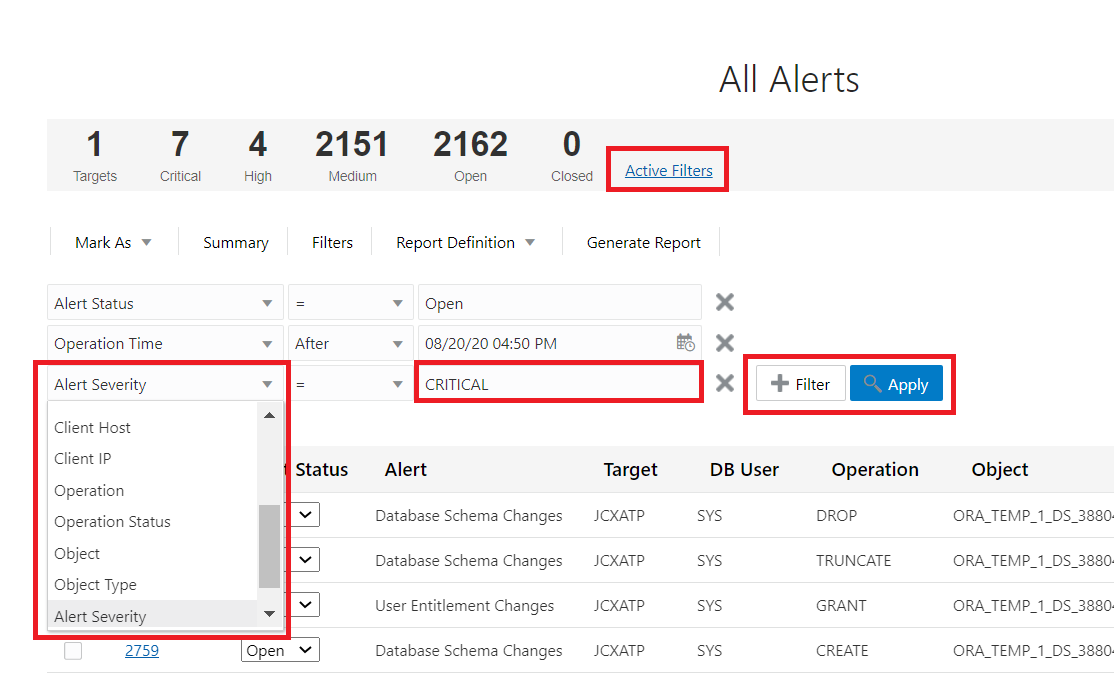 All Alerts
1 7 4 2151 2162 0
Targets Critical High Medium Open Closed Active Filters
Mark As Summary Filters Report Definition Generate Report
Alert Status = Open
Operation Time After 08/20/20 04:50 PM
Alert Severity = CRITICAL Filter Apply
Client Host
Client IP
Operation
Operation Status
Object
Object Type
Alert Severity
t Status Alert Target DB User Operation Object
Database Schema Changes JCXATP SYS DROP ORA_TEMP_1_DS_3880
Database Schema Changes JCXATP SYS TRUNCATE ORA_TEMP_1_DS_3880
User Entitlement Changes JCXATP SYS GRANT ORA_TEMP_1_DS_3880
2759 Open Database Schema Changes JCXATP SYS CREATE ORA_TEMP_1_DS_3880